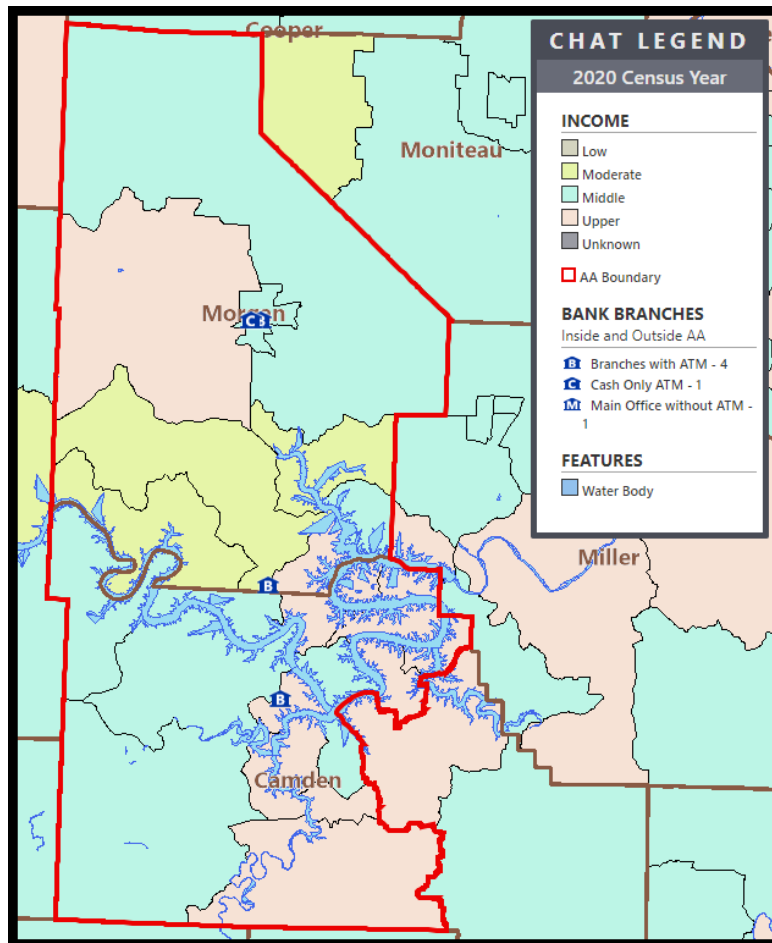 Cooper
Moniteau
Morgan
C B
B
Miller
B
Camden
CHAT LEGEND
2020 Census Year
INCOME
Low
Moderate
Middle
Upper
Unknown
AA Boundary
BANK BRANCHES
Inside and Outside AA
B Branches with ATM - 4
C Cash Only ATM - 1
M Main Office without ATM -
1
FEATURES
Water Body